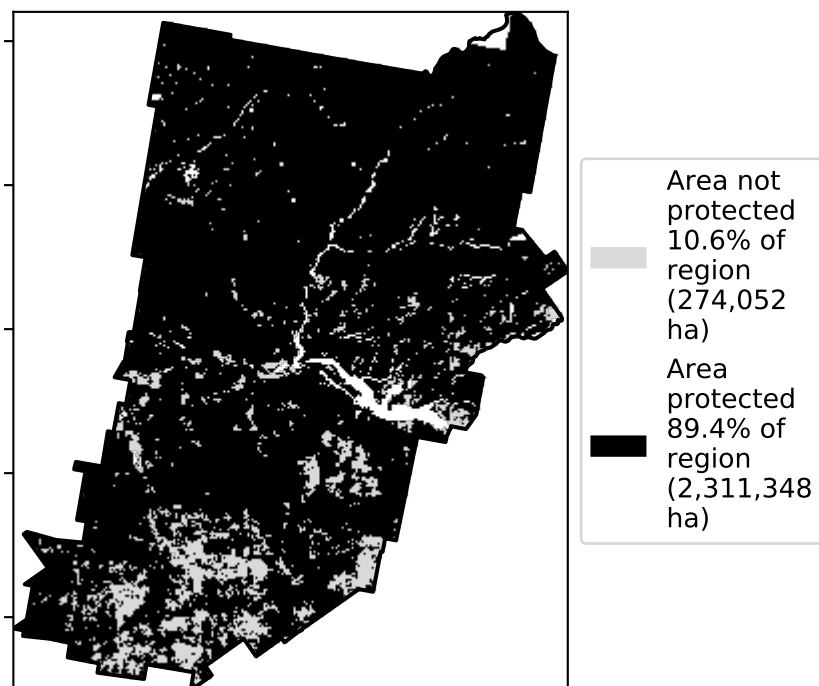 Area not
protected
10.6% of
region
(274,052
ha)
Area
protected
89.4% of
region
(2,311,348
ha)